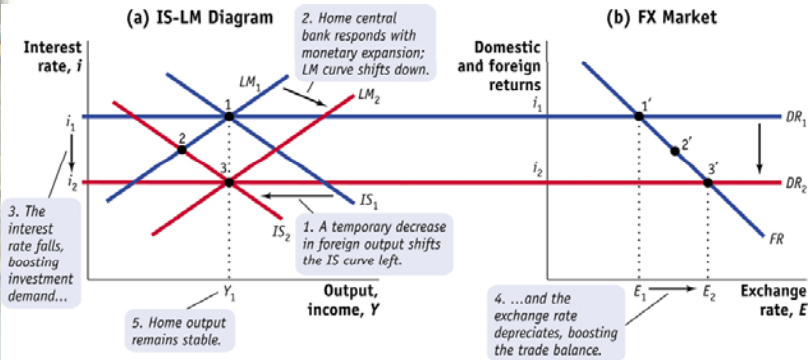 (a) IS-LM Diagram
Interest
rate, i
2. Home central
bank responds with
monetary expansion;
LM curve shifts down.
LM1
LM2
1
2
3
i1
i2
IS1
IS2
3. The
interest
rate falls,
boosting
investment
demand...
1. A temporary decrease
in foreign output shifts
the IS curve left.
Y1
Output,
income, Y
5. Home output
remains stable.
(b) FX Market
Domestic
and foreign
returns
i1
i2
1′
2′
3′
DR1
DR2
FR
E1
E2
Exchange
rate, E
4. ...and the
exchange rate
depreciates, boosting
the trade balance.